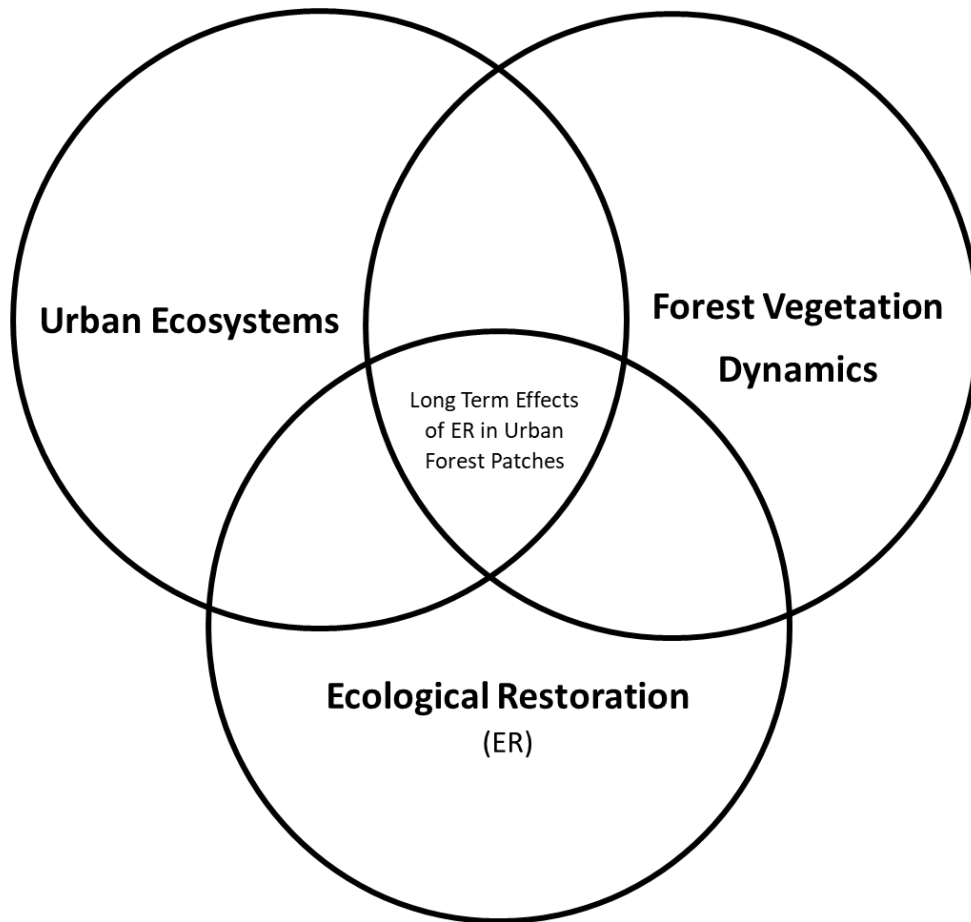 Urban Ecosystems
Forest Vegetation
Dynamics
Long Term Effects
of ER in Urban
Forest Patches
Ecological Restoration
(ER)